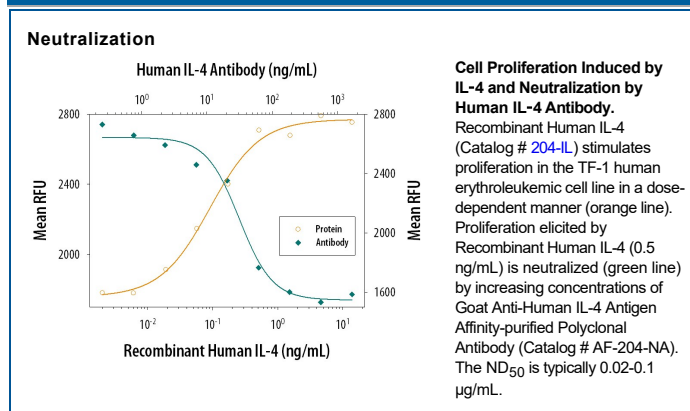 Neutralization
Human IL-4 Antibody (ng/mL)
10⁰ 10¹ 10² 10³
2800 2800
2400 2400
2000 2000
1600
Mean RFU
Mean RFU
Protein
Antibody
10⁻² 10⁻¹ 10⁰ 10¹
Recombinant Human IL-4 (ng/mL)
Cell Proliferation Induced by
IL-4 and Neutralization by
Human IL-4 Antibody.
Recombinant Human IL-4
(Catalog # 204-IL) stimulates
proliferation in the TF-1 human
erythroleukemic cell line in a dose-
dependent manner (orange line).
Proliferation elicited by
Recombinant Human IL-4 (0.5
ng/mL) is neutralized (green line)
by increasing concentrations of
Goat Anti-Human IL-4 Antigen
Affinity-purified Polyclonal
Antibody (Catalog # AF-204-NA).
The ND50 is typically 0.02-0.1
µg/mL.